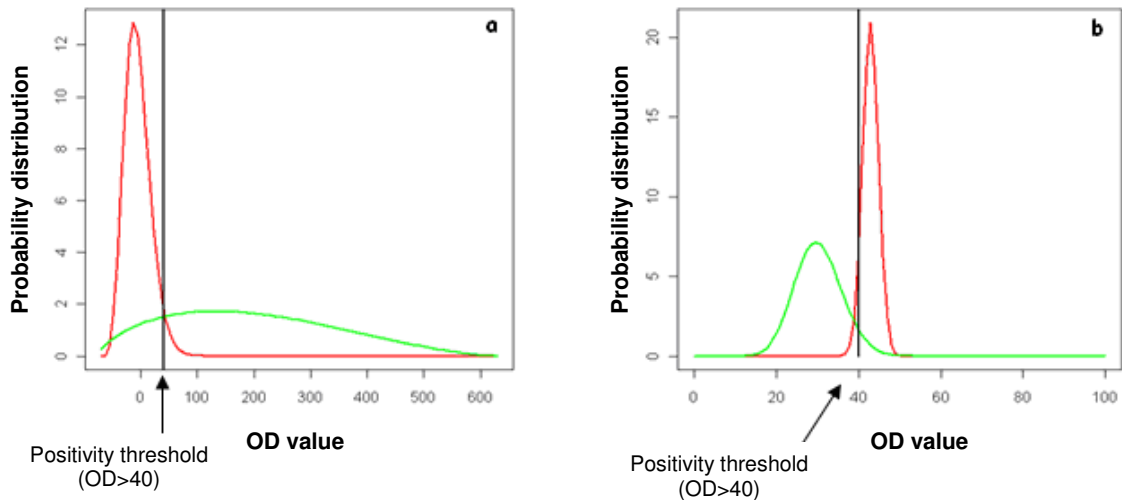 a
Probability distribution
12
10
8
6
4
2
0
0 100 200 300 400 500 600
OD value
Positivity threshold
(OD>40)
b
Probability distribution
20
15
10
5
0
0 20 40 60 80 100
OD value
Positivity threshold
(OD>40)